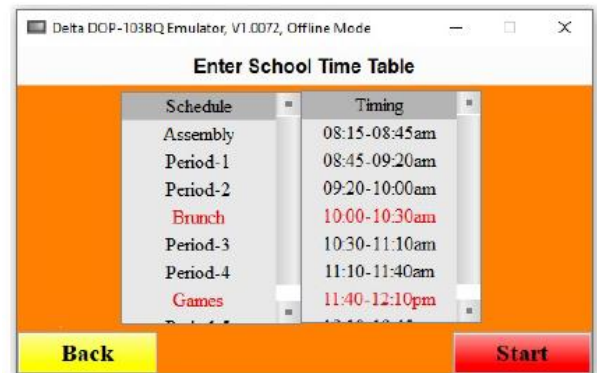 Delta DOP-103BQ Emulator, V1.0072, Offline Mode
Enter School Time Table
Schedule Timing
Assembly 08:15-08:45am
Period-1 08:45-09:20am
Period-2 09:20-10:00am
Brunch 10:00-10:30am
Period-3 10:30-11:10am
Period-4 11:10-11:40am
Games 11:40-12:10pm
Back Start